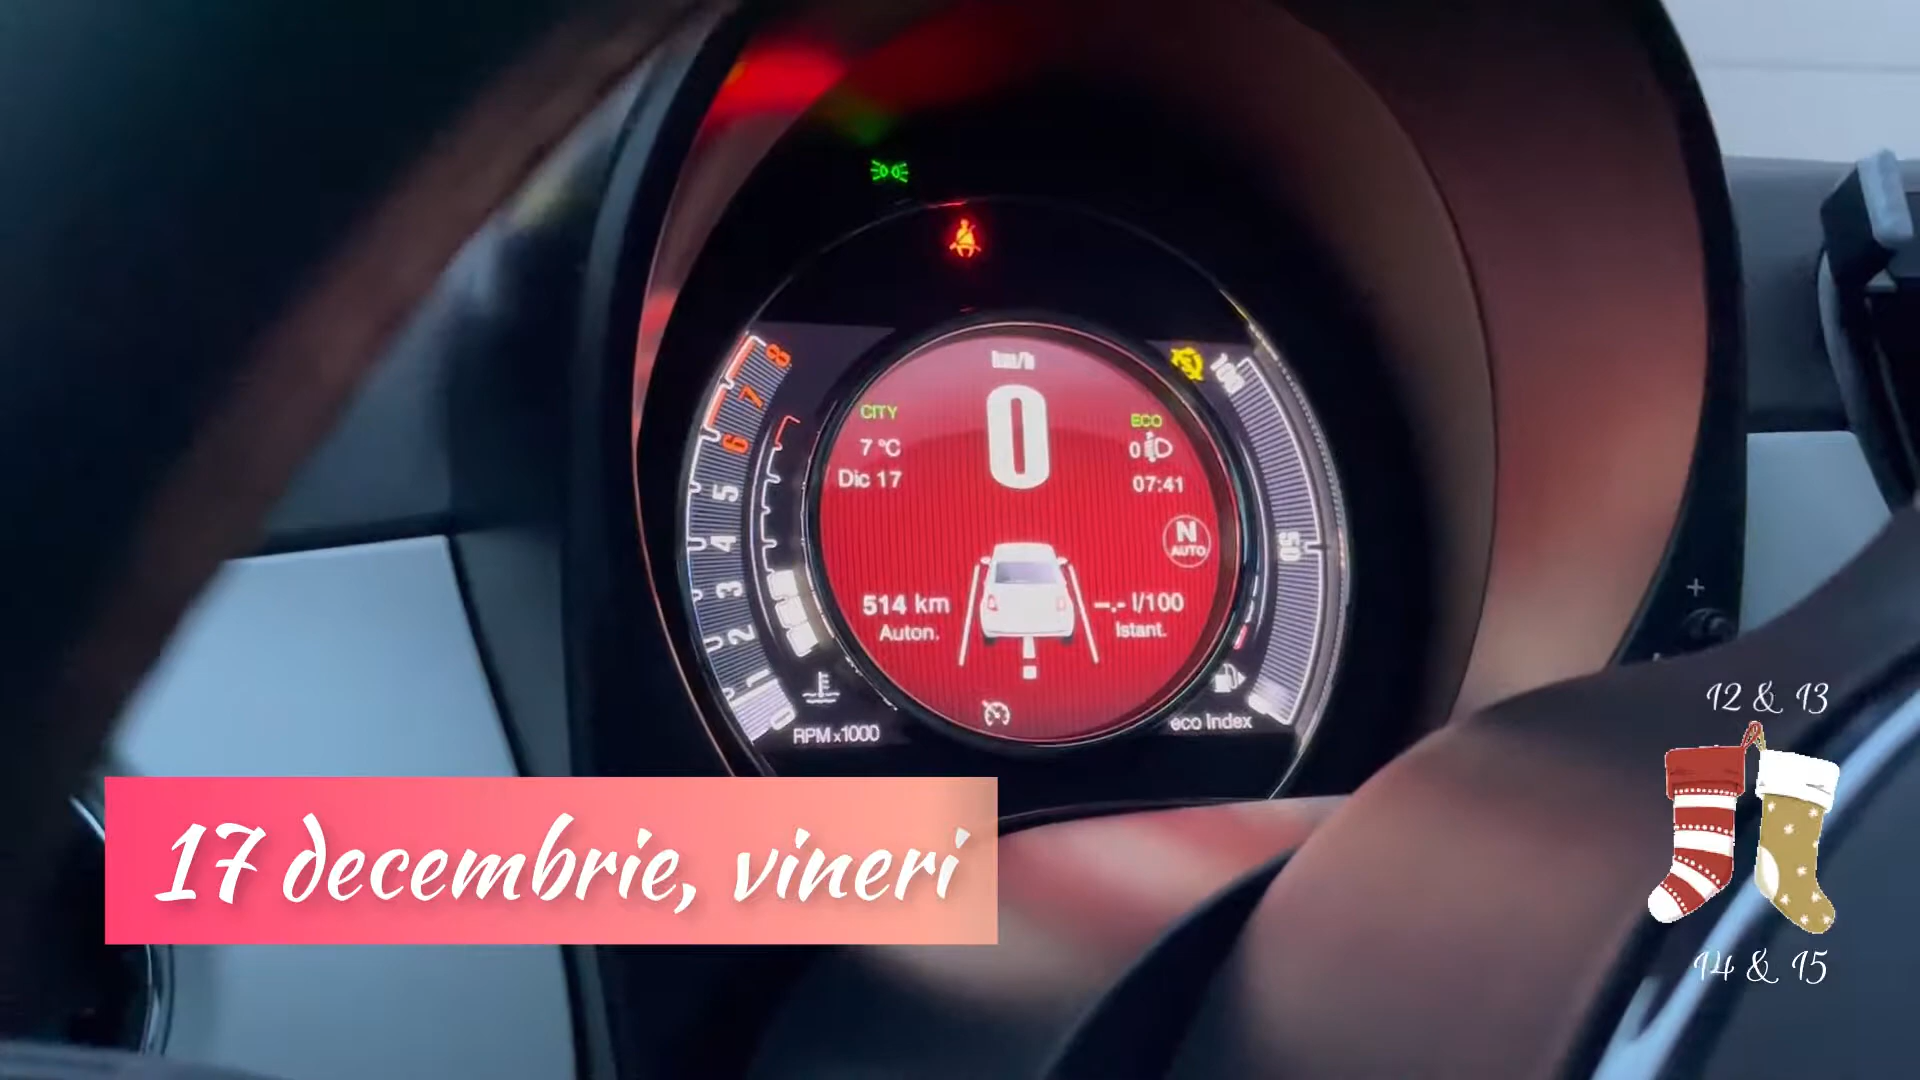 km/h
0
CITY
7 °C
Dic 17
ECO
0
07:41
N
AUTO
514 km
Auton.
–.- l/100
Istant.
8
7
6
5
4
3
2
1
0
RPM x1000
100
50
eco Index
12 & 13
14 & 15
17 decembrie, vineri